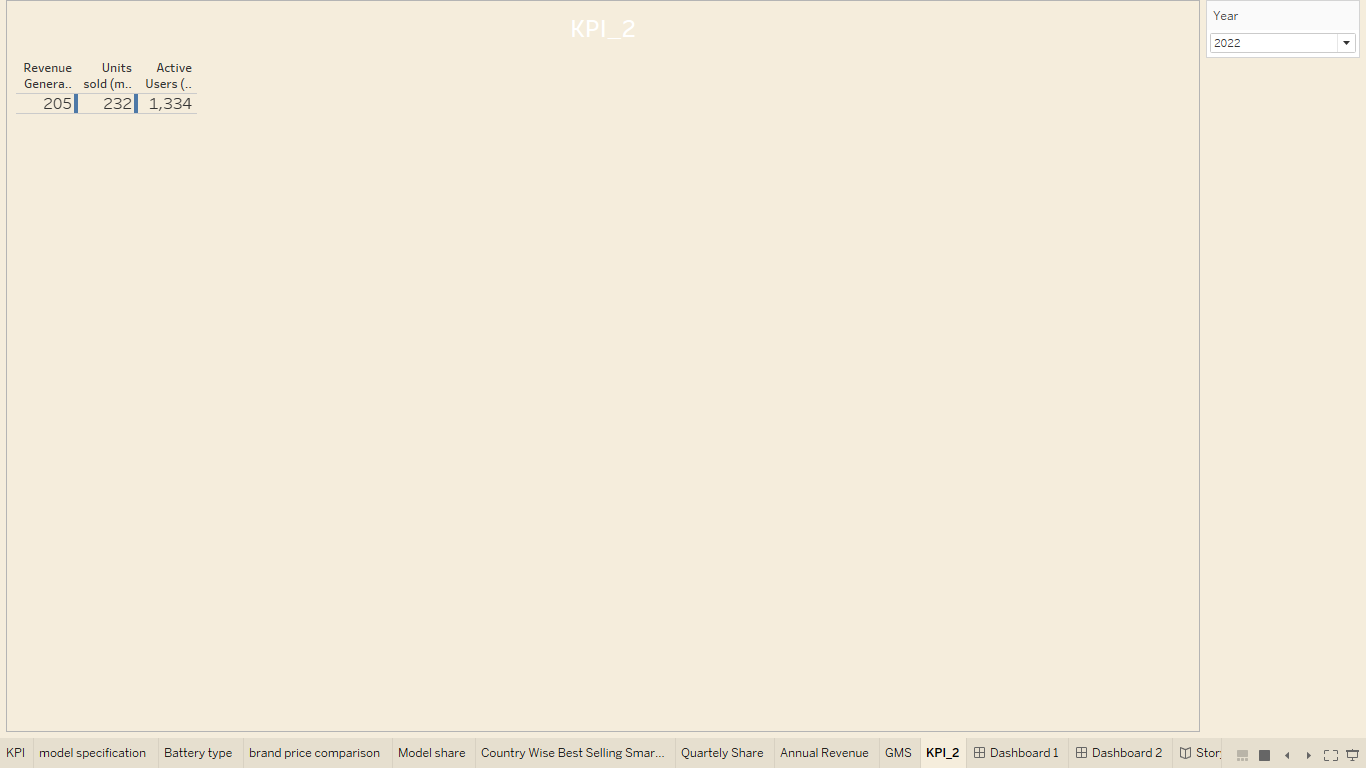 KPI_2
Year
2022
Revenue Units Active
Genera.. sold (m.. Users (..
205 232 1,334
KPI model specification Battery type brand price comparison Model share Country Wise Best Selling Smar... Quartely Share Annual Revenue GMS KPI_2 Dashboard 1 Dashboard 2 Stor